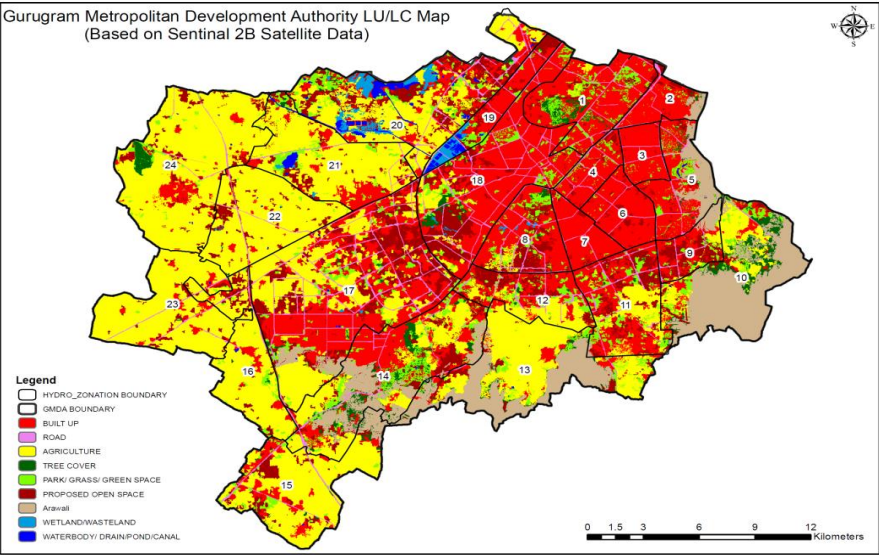 Gurugram Metropolitan Development Authority LU/LC Map
(Based on Sentinal 2B Satellite Data)
N
W E
S
1
2
19
20
3
24
21
4
18
5
22
6
8
7
9
10
17
12
11
23
16
14
13
15
Legend
HYDRO_ZONATION BOUNDARY
GMDA BOUNDARY
BUILT UP
ROAD
AGRICULTURE
TREE COVER
PARK/ GRASS/ GREEN SPACE
PROPOSED OPEN SPACE
Arawali
WETLAND/WASTELAND
WATERBODY/ DRAIN/POND/CANAL
0 1.5 3 6 9 12
Kilometers